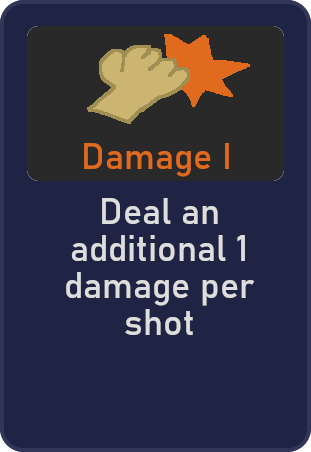 Damage I
Deal an
additional 1
damage per
shot